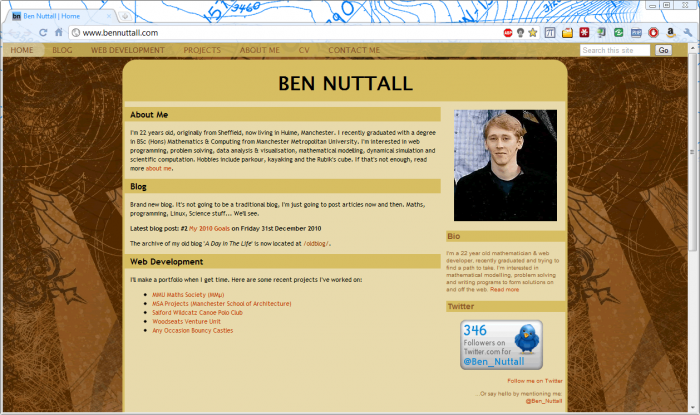 Ben Nuttall | Home
www.bennuttall.com
HOME BLOG WEB DEVELOPMENT PROJECTS ABOUT ME CV CONTACT ME
Search this site Go
BEN NUTTALL
About Me
I'm 22 years old, originally from Sheffield, now living in Hulme, Manchester. I recently graduated with a degree
in BSc (Hons) Mathematics & Computing from Manchester Metropolitan University. I'm interested in web
programming, problem solving, data analysis & visualisation, mathematical modelling, dynamical simulation and
scientific computation. Hobbies include parkour, kayaking and the Rubik's cube. If that's not enough, read
more about me.
Blog
Brand new blog. It's not going to be a traditional blog, I'm just going to post articles now and then. Maths,
programming, Linux, Science stuff... We'll see.
Latest blog post: #2 My 2010 Goals on Friday 31st December 2010
The archive of my old blog 'A Day In The Life' is now located at /oldblog/.
Web Development
I'll make a portfolio when I get time. Here are some recent projects I've worked on:
MMU Maths Society (MMμ)
MSA Projects (Manchester School of Architecture)
Salford Wildcatz Canoe Polo Club
Woodseats Venture Unit
Any Occasion Bouncy Castles
Bio
I'm a 22 year old mathematician & web
developer, recently graduated and trying to
find a path to take. I'm interested in
mathematical modelling, problem solving
and writing programs to form solutions on
and off the web. Read more
Twitter
346
Followers on
Twitter.com for
@Ben_Nuttall
Follow me on Twitter
...Or say hello by mentioning me:
@Ben_Nuttall